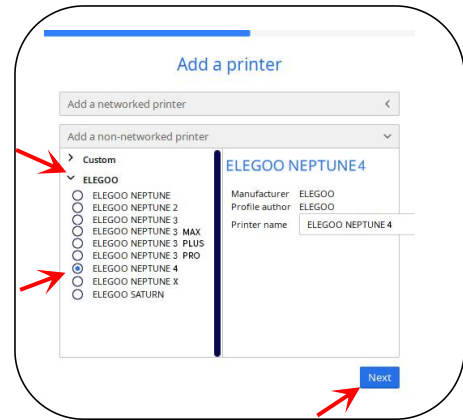 Add a printer
Add a networked printer
Add a non-networked printer
Custom
ELEGOO
ELEGOO NEPTUNE
ELEGOO NEPTUNE 2
ELEGOO NEPTUNE 3
ELEGOO NEPTUNE 3 MAX
ELEGOO NEPTUNE 3 PLUS
ELEGOO NEPTUNE 3 PRO
ELEGOO NEPTUNE 4
ELEGOO NEPTUNE X
ELEGOO SATURN
ELEGOO NEPTUNE4
Manufacturer ELEGOO
Profile author ELEGOO
Printer name ELEGOO NEPTUNE 4
Next